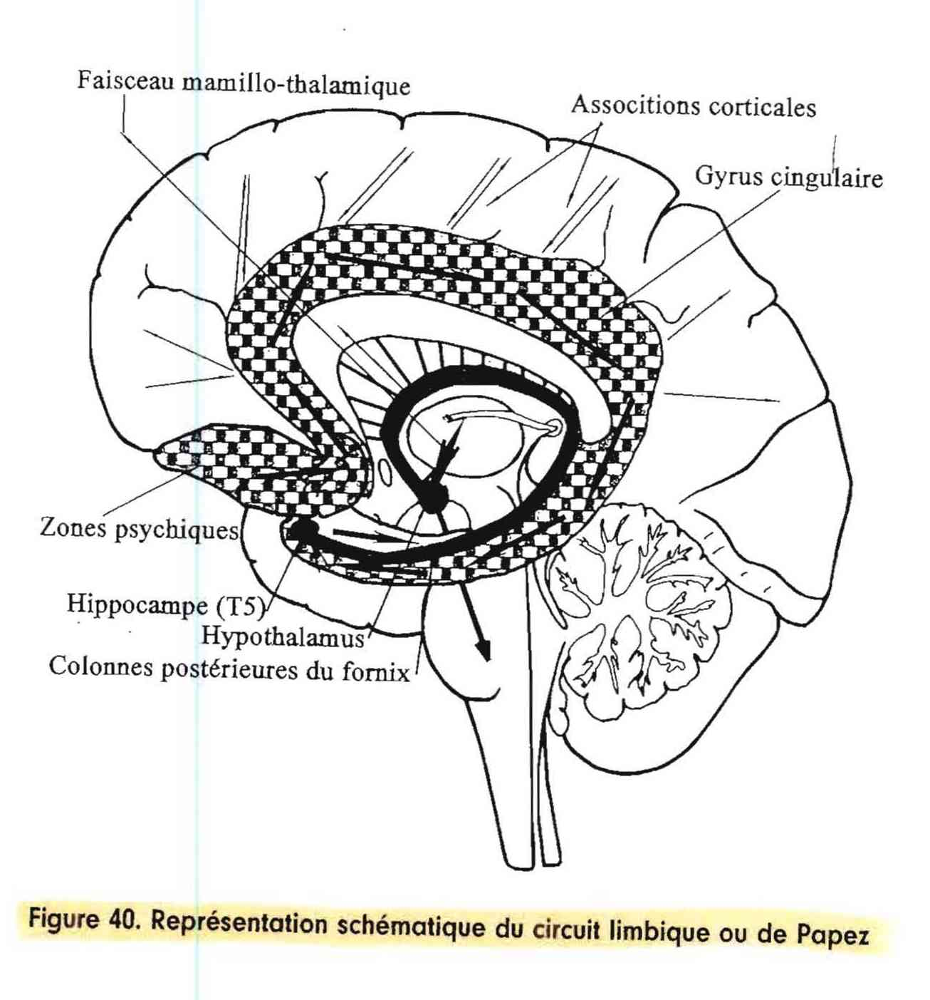 Faisceau mamillo-thalamique
Associtions corticales
Gyrus cingulaire
Zones psychiques
Hippocampe (T5)
Hypothalamus
Colonnes postérieures du fornix
Figure 40. Représentation schématique du circuit limbique ou de Papez